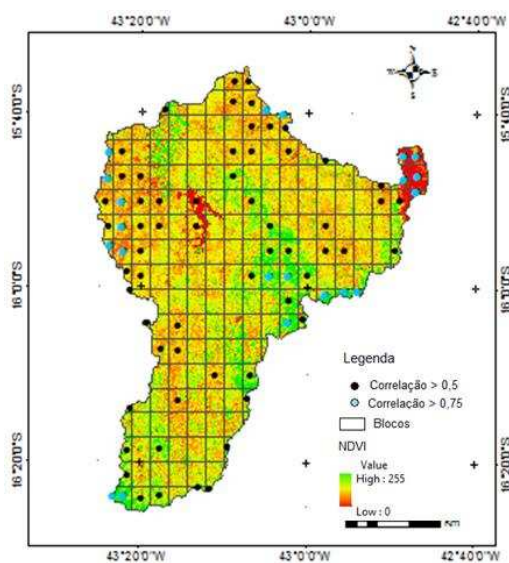 43°20'0"W 43°0'0"W 42°40'0"W
15°40'0"S 15°40'0"S
16°0'0"S 16°0'0"S
Legenda
Correlação > 0,5
Correlação > 0,75
Blocos
NDVI
Value
High : 255
Low : 0
Km
16°20'0"S 16°20'0"S
43°20'0"W 43°0'0"W 42°40'0"W